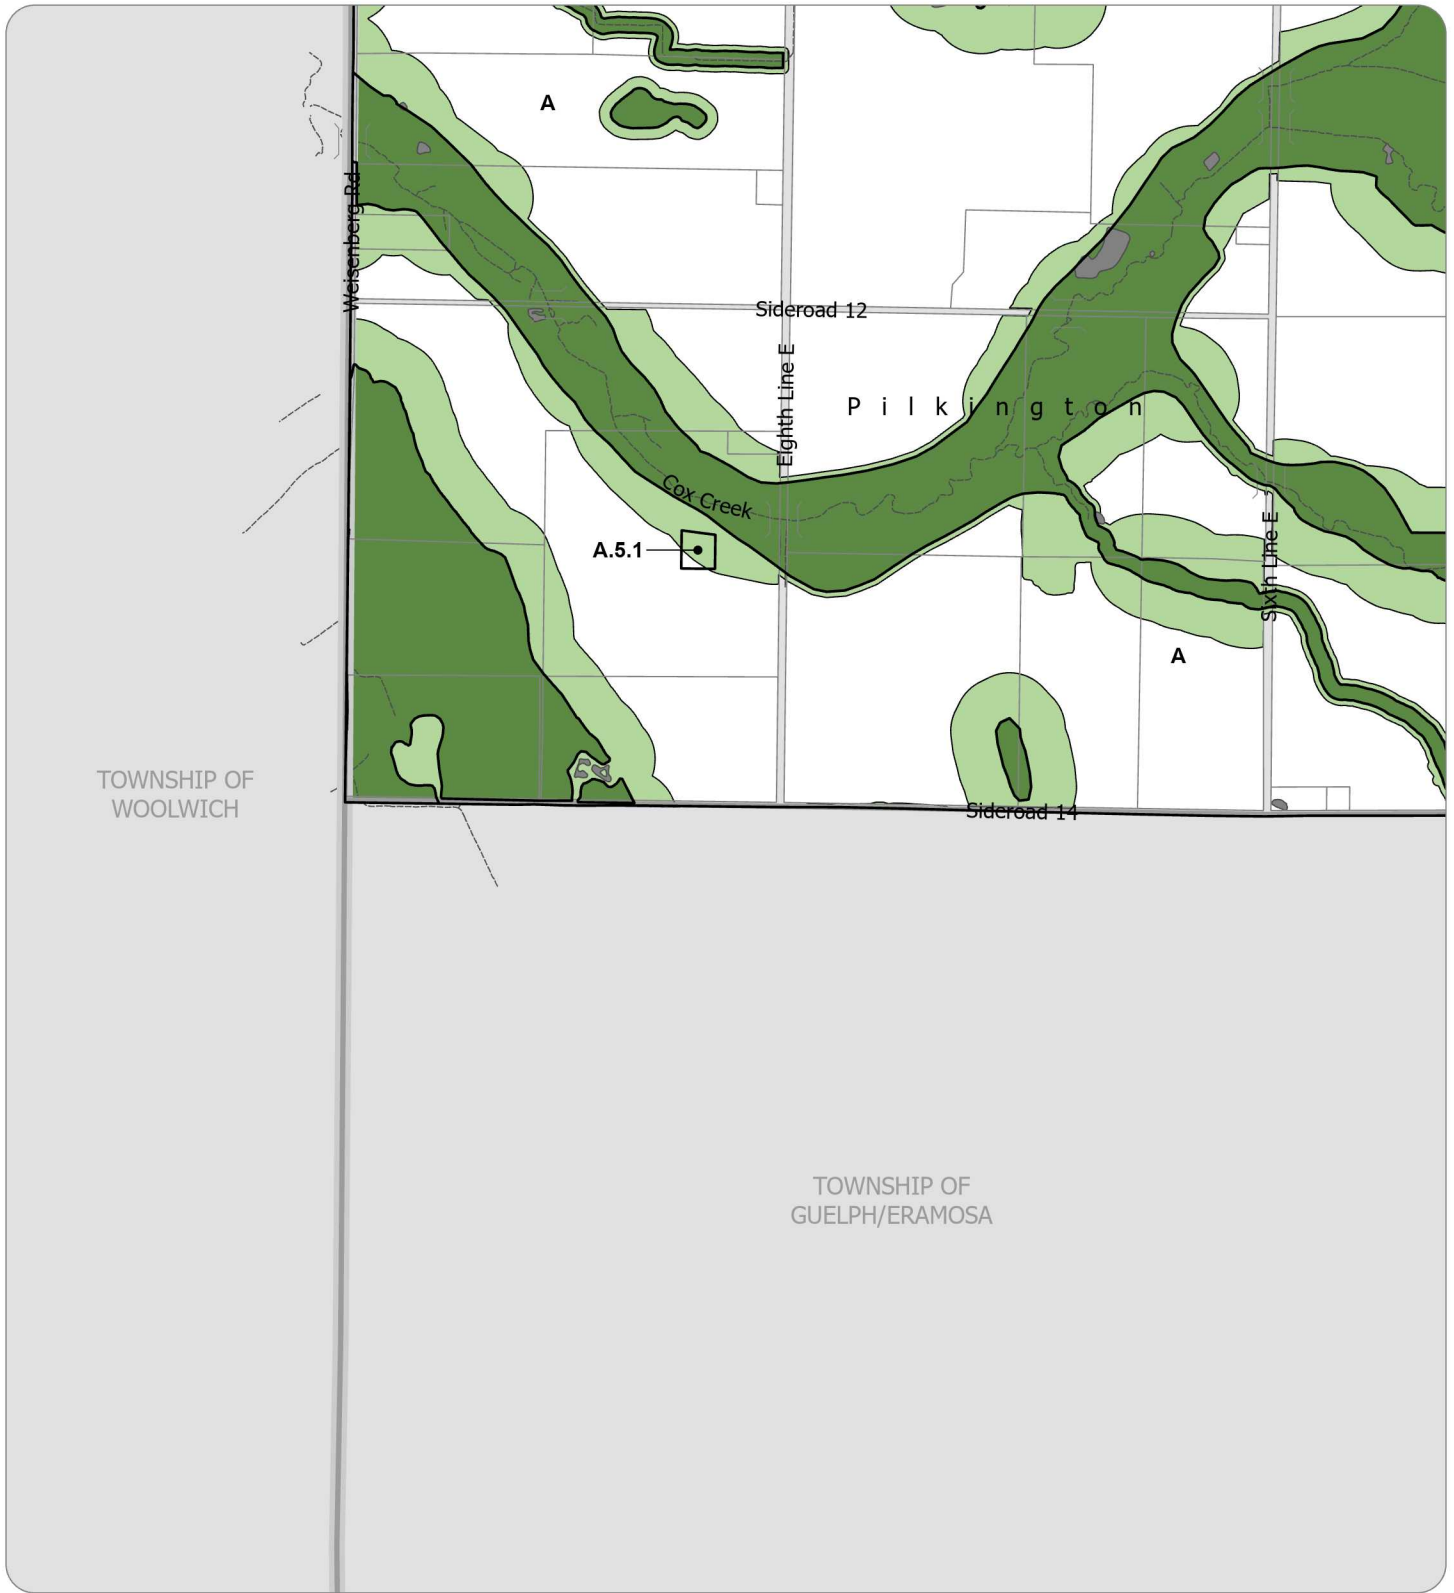 A
Weisenberg Rd
Sideroad 12
Eighth Line E
P i l k i n g t o n
Cox Creek
A.5.1
Sixth Line E
A
TOWNSHIP OF
WOOLWICH
Sideroad 14
TOWNSHIP OF
GUELPH/ERAMOSA